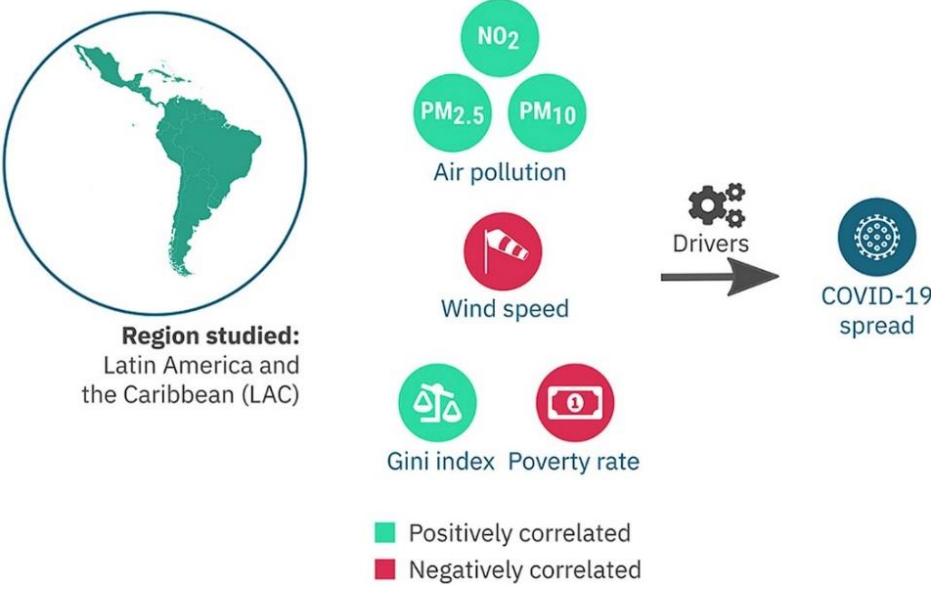 NO2
PM2.5 PM10
Air pollution
Wind speed
Gini index Poverty rate
1
Drivers
COVID-19
spread
Region studied:
Latin America and
the Caribbean (LAC)
Positively correlated
Negatively correlated